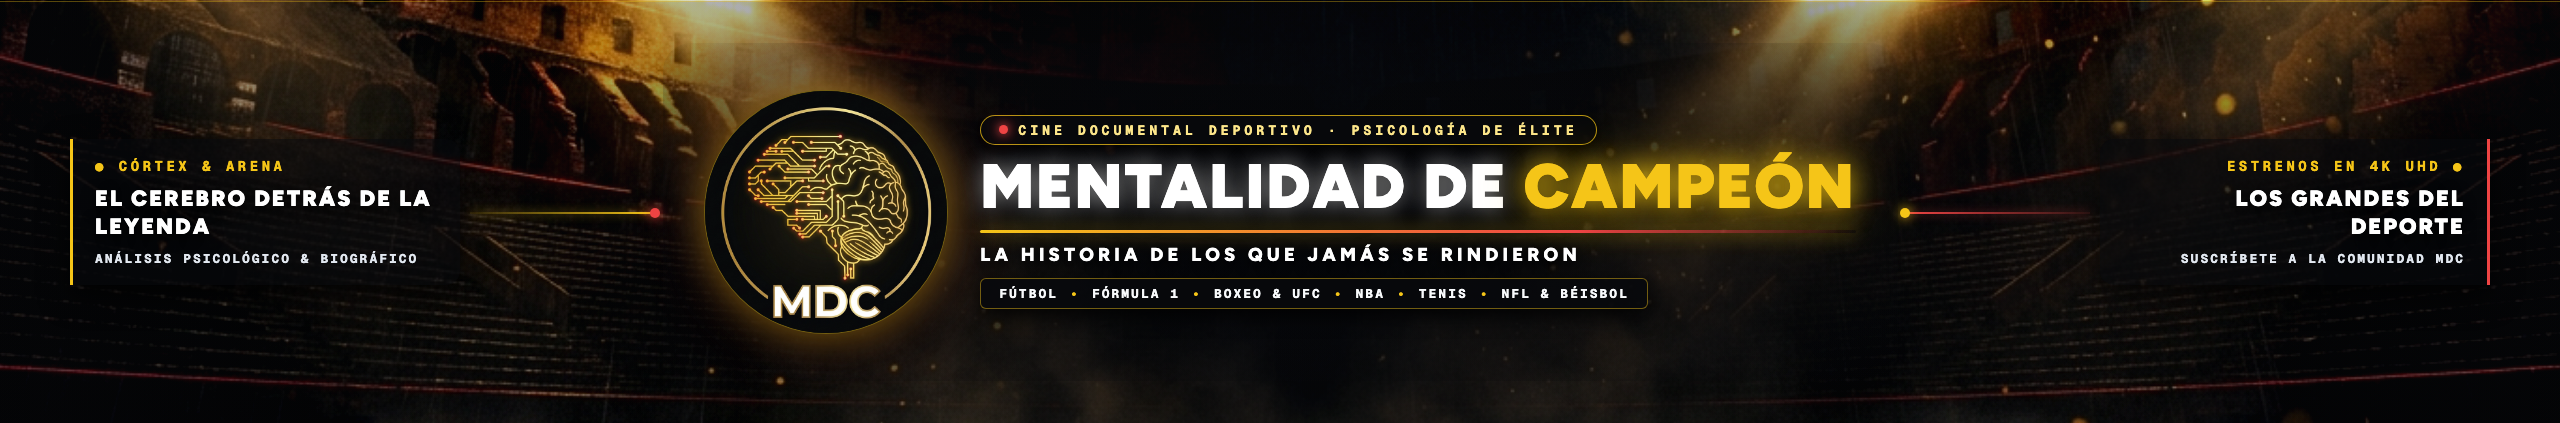 CÓRTEX & ARENA
EL CEREBRO DETRÁS DE LA
LEYENDA
ANÁLISIS PSICOLÓGICO & BIOGRÁFICO
MDC
CINE DOCUMENTAL DEPORTIVO · PSICOLOGÍA DE ÉLITE
MENTALIDAD DE CAMPEÓN
LA HISTORIA DE LOS QUE JAMÁS SE RINDIERON
FÚTBOL • FÓRMULA 1 • BOXEO & UFC • NBA • TENIS • NFL & BÉISBOL
ESTRENOS EN 4K UHD
LOS GRANDES DEL
DEPORTE
SUSCRÍBETE A LA COMUNIDAD MDC